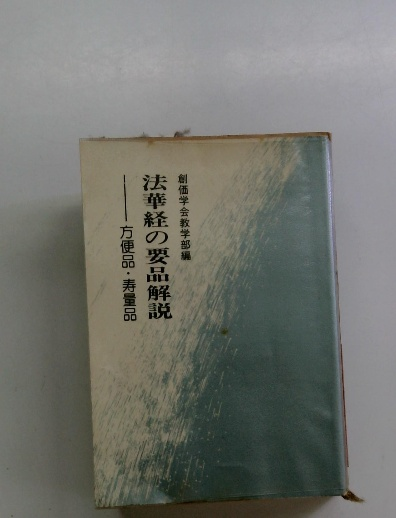 創価学会教学部編
法華経の要品解説
――方便品・寿量品